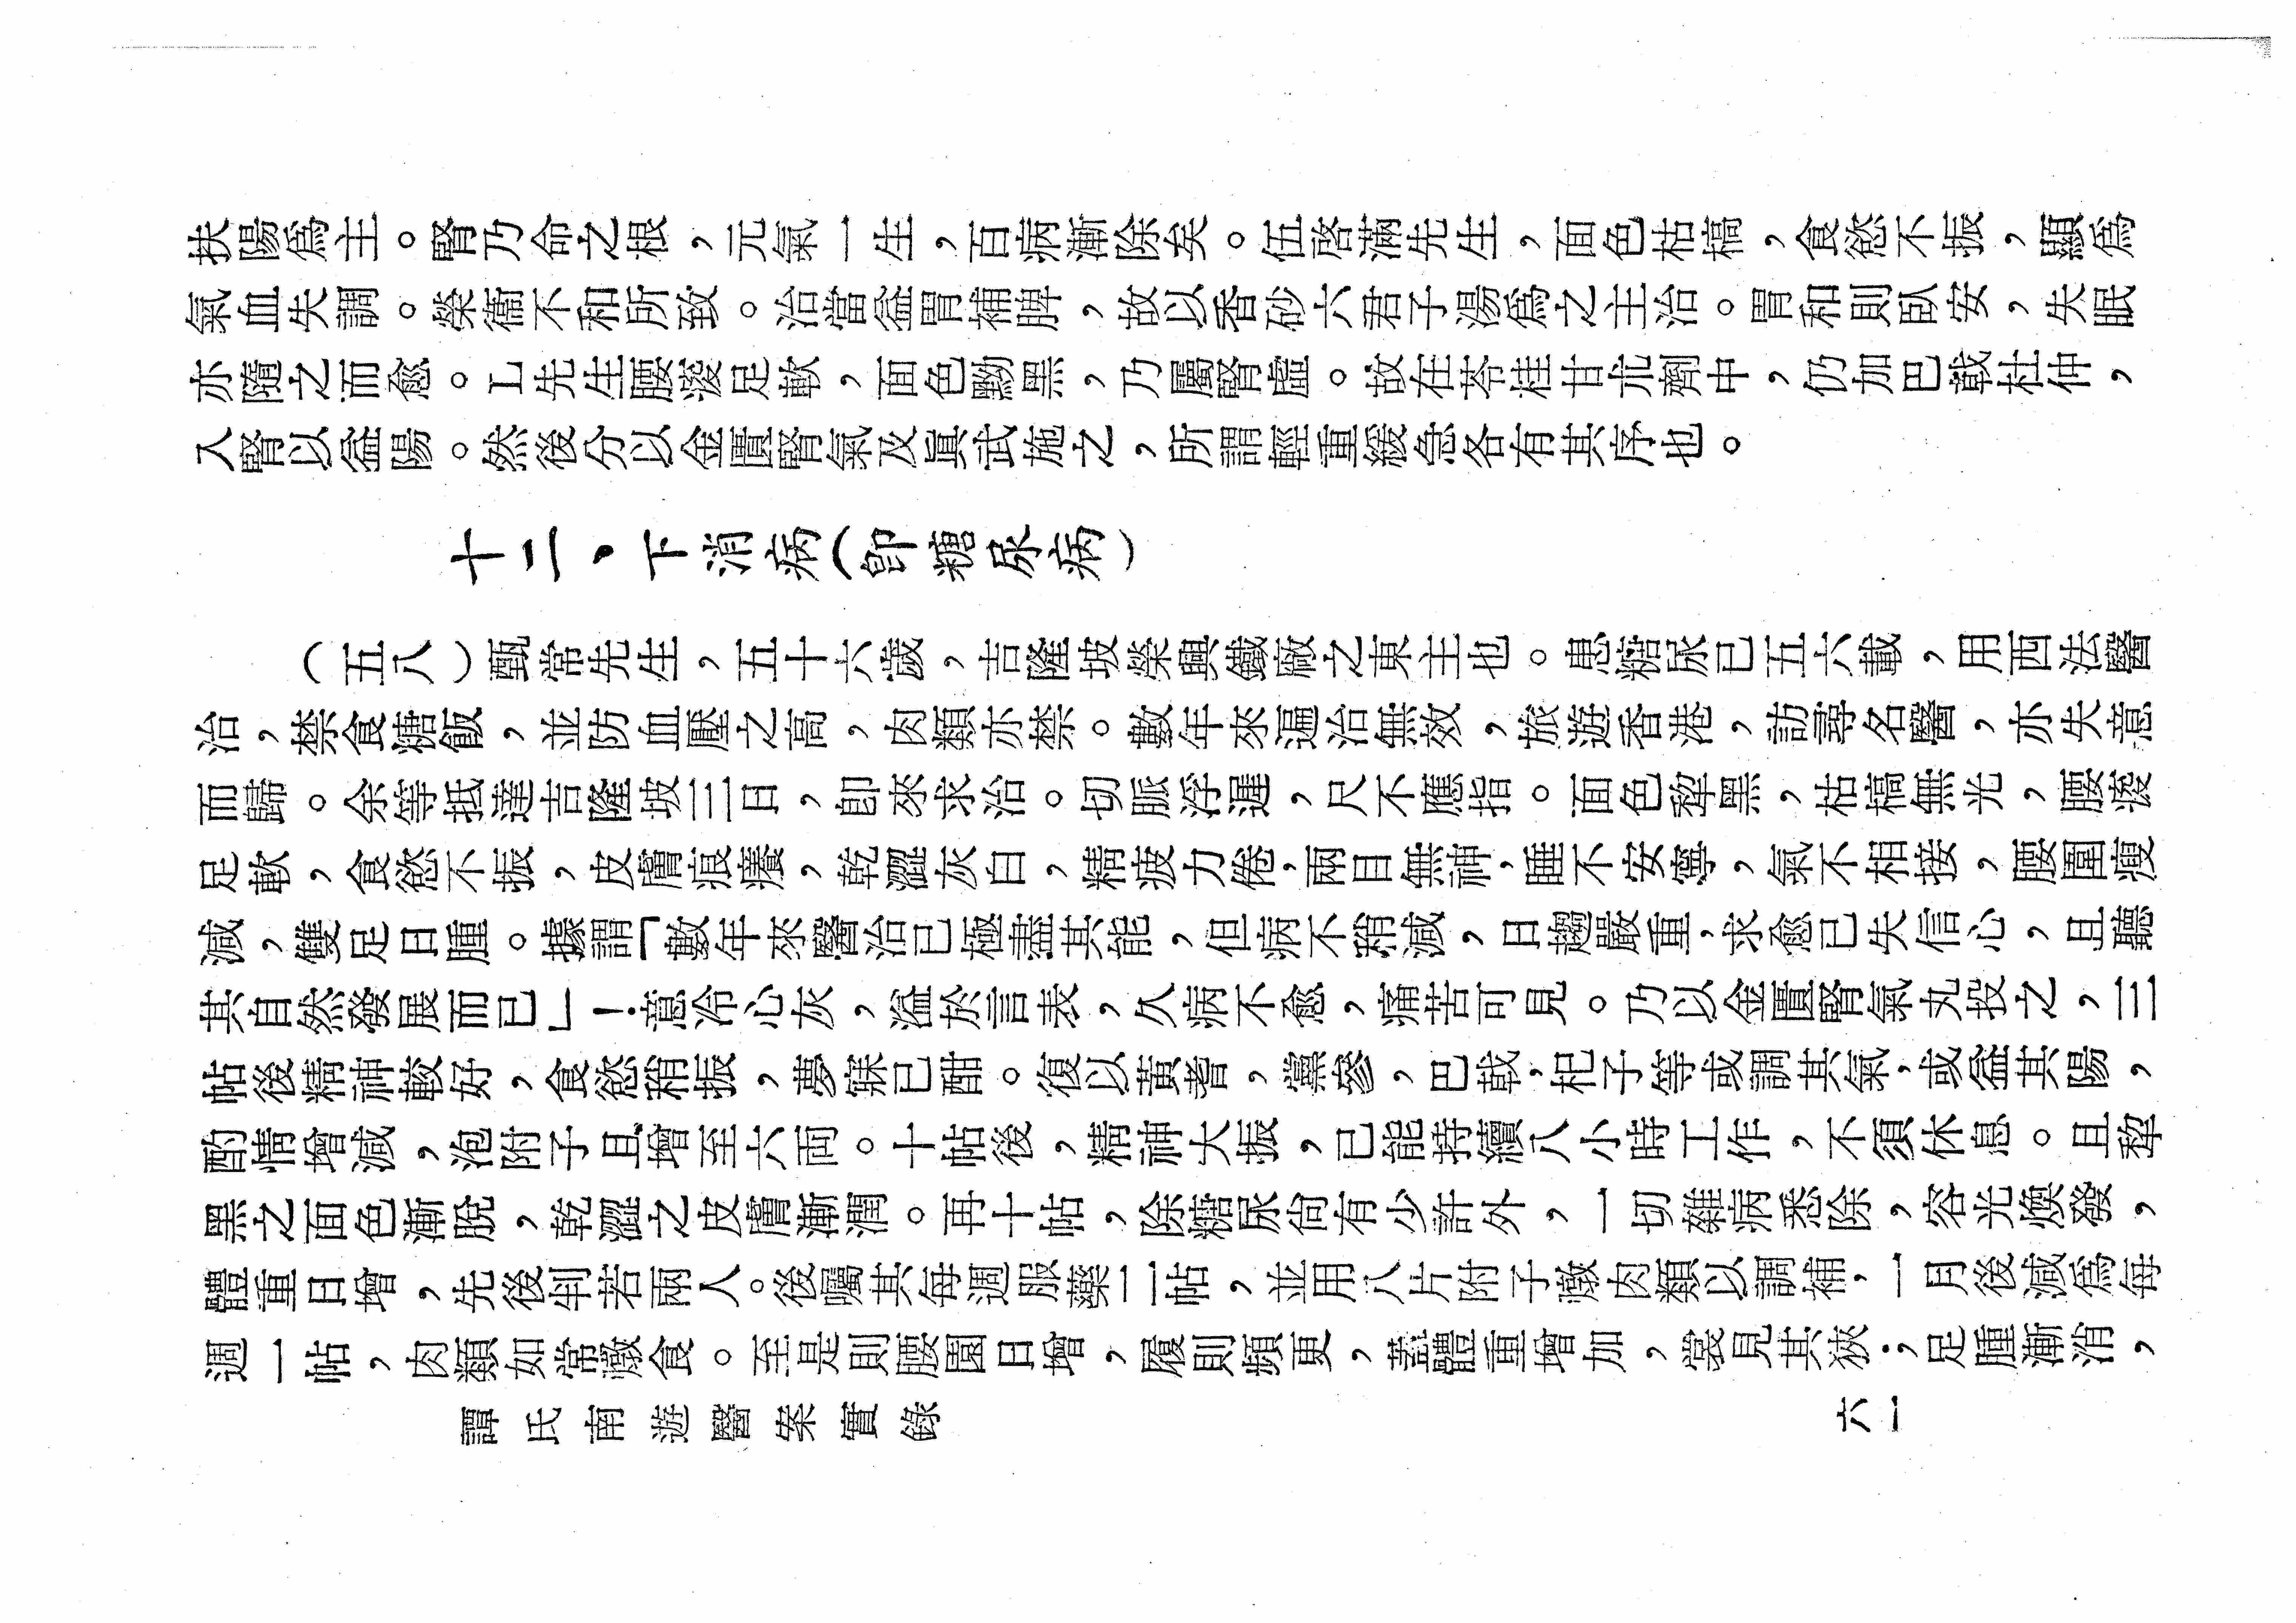 扶陽爲主。腎乃命之根，元氣一生，百病漸除矣。伍啓滿先生，面色枯槁，食慾不振，顯爲
氣血失調。榮衞不和所致。治當益胃補脾，故以香砂六君子湯爲之主治。胃和則臥安，失眠
亦隨之而愈。L先生腰痠足軟，面色黝黑，乃屬腎虛。故在苓桂甘朮劑中，仍加巴戟杜仲，
入腎以益陽。然後分以金匱腎氣及眞武施之，所謂輕重緩急各有其序也。
十二、下消病（卽糖尿病）
（五八）甄常先生，五十六歲，吉隆坡榮興鐵廠之東主也。患糖尿已五六載，用西法醫
治，禁食糖飯，並防血壓之高，肉類亦禁。數年來遍治無效，旅遊香港，訪尋名醫，亦失意
而歸。余等抵達吉隆坡三日，卽來求治。切脈浮遲，尺不應指。面色犂黑，枯槁無光，腰痠
足軟，食慾不振，皮膚痕癢，乾澀灰白，精疲力倦，兩目無神，睡不安寧，氣不相接，腰圍瘦
減，雙足日腫。據謂「數年來醫治已極盡其能，但病不稍減，日趨嚴重，求愈已失信心，且聽
其自然發展而已」！意冷心灰，溢於言表，久病不愈，痛苦可見。乃以金匱腎氣丸投之，三
帖後精神較好，食慾稍振，夢寐已酣。復以黃耆，黨參，巴戟，杞子等或調其氣，或益其陽，
酌情增減，泡附子且增至六両。十帖後，精神大振，已能持續八小時工作，不須休息。且犂
黑之面色漸脫，乾澀之皮膚漸潤。再十帖，除糖尿尙有少許外，一切雜病悉除，容光煥發，
體重日增，先後判若兩人。後囑其每週服藥二帖，並用八片附子燉肉類以調補，一月後減爲每
週一帖，肉類如常燉食。至是則腰園日增，履則頻更，蓋體重增加，裳見其狹；足腫漸消，
譚氏南遊醫案實錄
六一